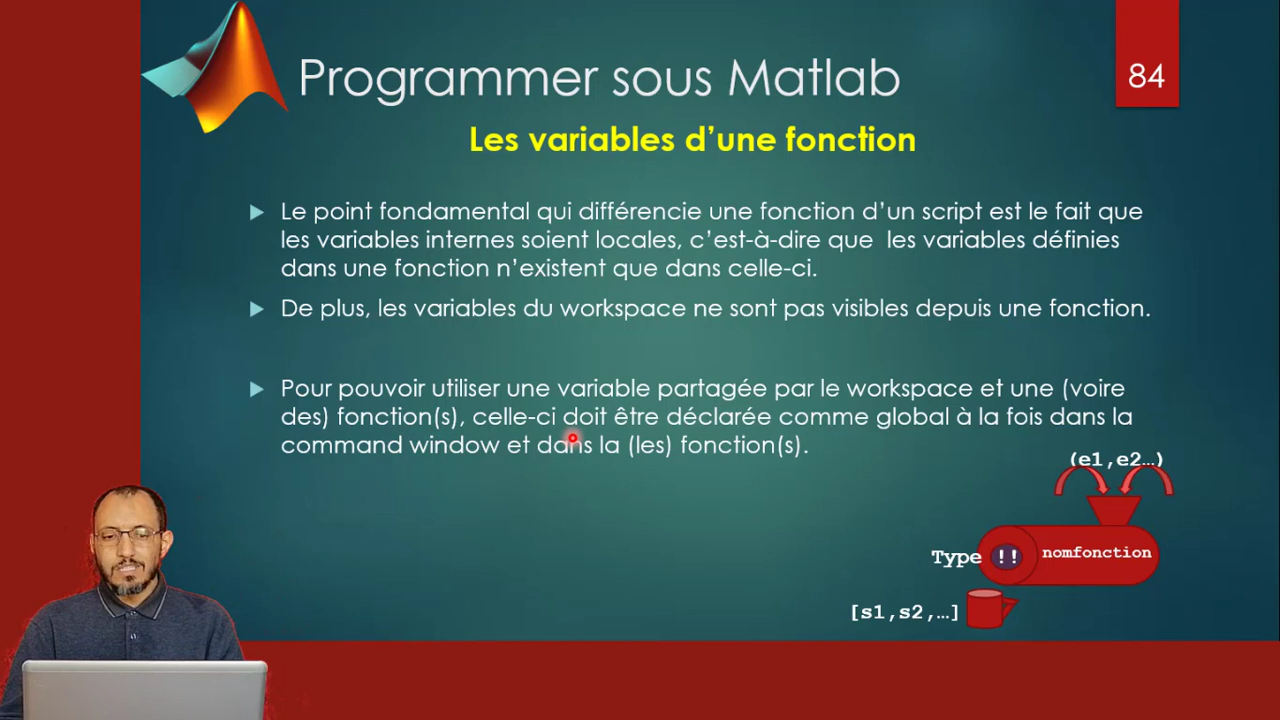 Programmer sous Matlab
84
Les variables d’une fonction
Le point fondamental qui différencie une fonction d’un script est le fait que
les variables internes soient locales, c’est-à-dire que les variables définies
dans une fonction n’existent que dans celle-ci.
De plus, les variables du workspace ne sont pas visibles depuis une fonction.
Pour pouvoir utiliser une variable partagée par le workspace et une (voire
des) fonction(s), celle-ci doit être déclarée comme global à la fois dans la
command window et dans la (les) fonction(s).
(e1,e2…)
Type !! nomfonction
[s1,s2,…]